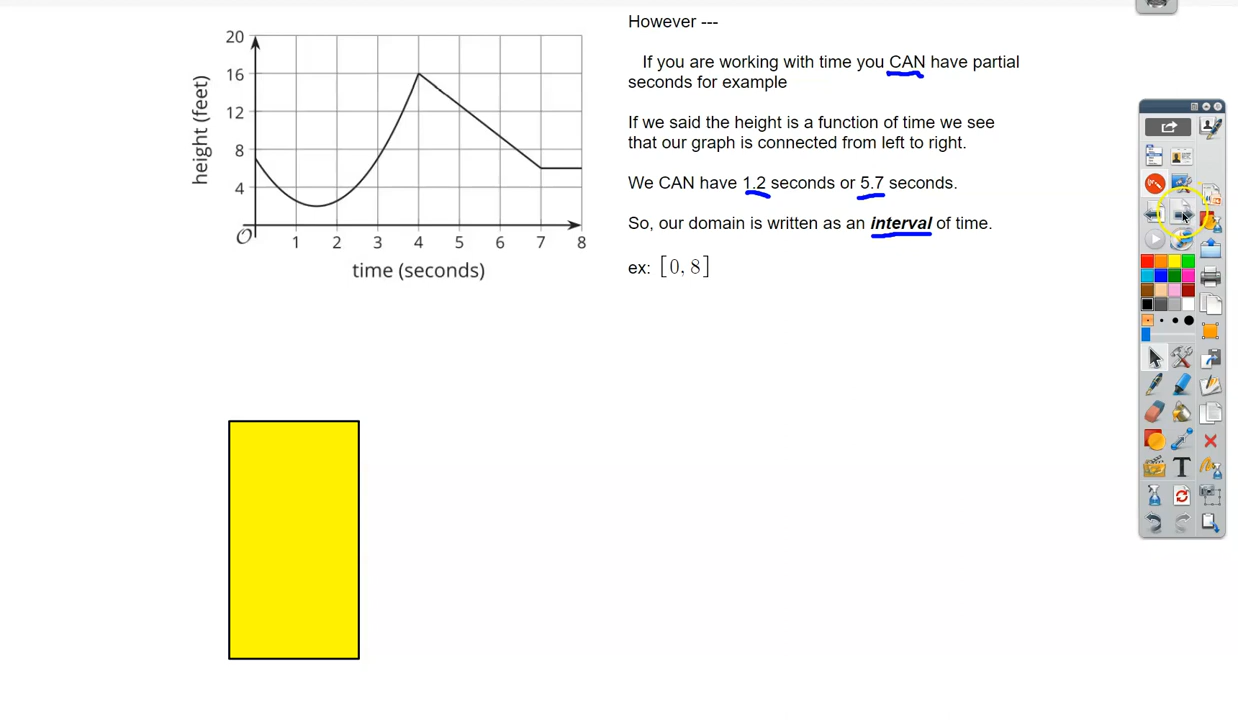 However ---
If you are working with time you CAN have partial
seconds for example
If we said the height is a function of time we see
that our graph is connected from left to right.
We CAN have 1.2 seconds or 5.7 seconds.
So, our domain is written as an interval of time.
ex: [0, 8]
height (feet)
20
16
12
8
4
O
1 2 3 4 5 6 7 8
time (seconds)
T